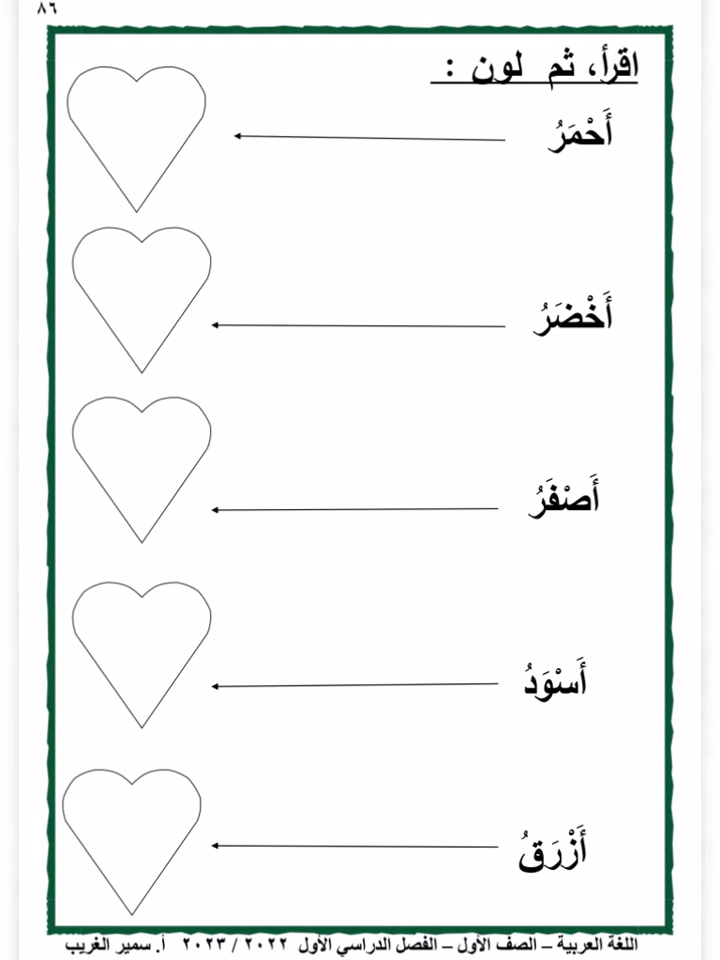 ٨٦
اقرأ، ثم لون :
أَحْمَرُ
أَخْضَرُ
أَصْفَرُ
أَسْوَدُ
أَزْرَقُ
اللغة العربية – الصف الأول – الفصل الدراسي الأول ٢٠٢٢ / ٢٠٢٣ أ. سمير الغريب